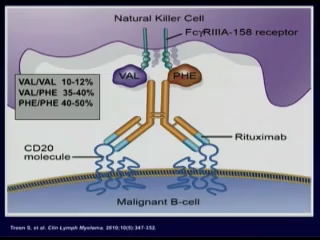 Natural Killer Cell
FcγRIIIA-158 receptor
VAL
PHE
VAL/VAL 10-12%
VAL/PHE 35-40%
PHE/PHE 40-50%
Rituximab
CD20
molecule
Malignant B-cell
Treon S, et al. Clin Lymph Myeloma. 2010;10(5):347-352.